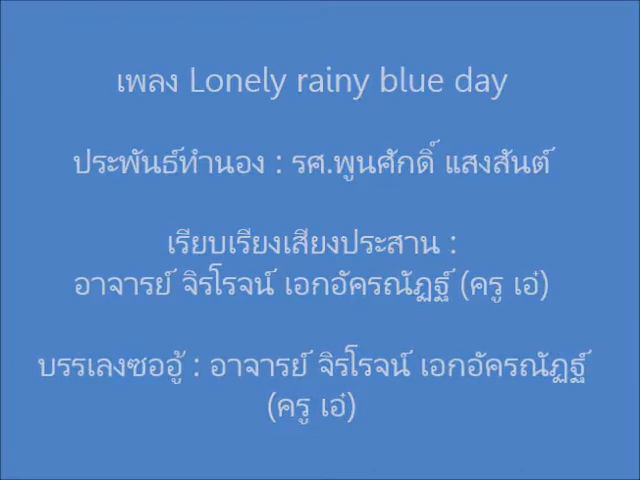 เพลง Lonely rainy blue day
ประพันธ์ทำนอง : รศ.พูนศักดิ์ แสงสันต์
เรียบเรียงเสียงประสาน :
อาจารย์ จิรโรจน์ เอกอัครณัฏฐ์ (ครู เอ๋)
บรรเลงซออู้ : อาจารย์ จิรโรจน์ เอกอัครณัฏฐ์
(ครู เอ๋)